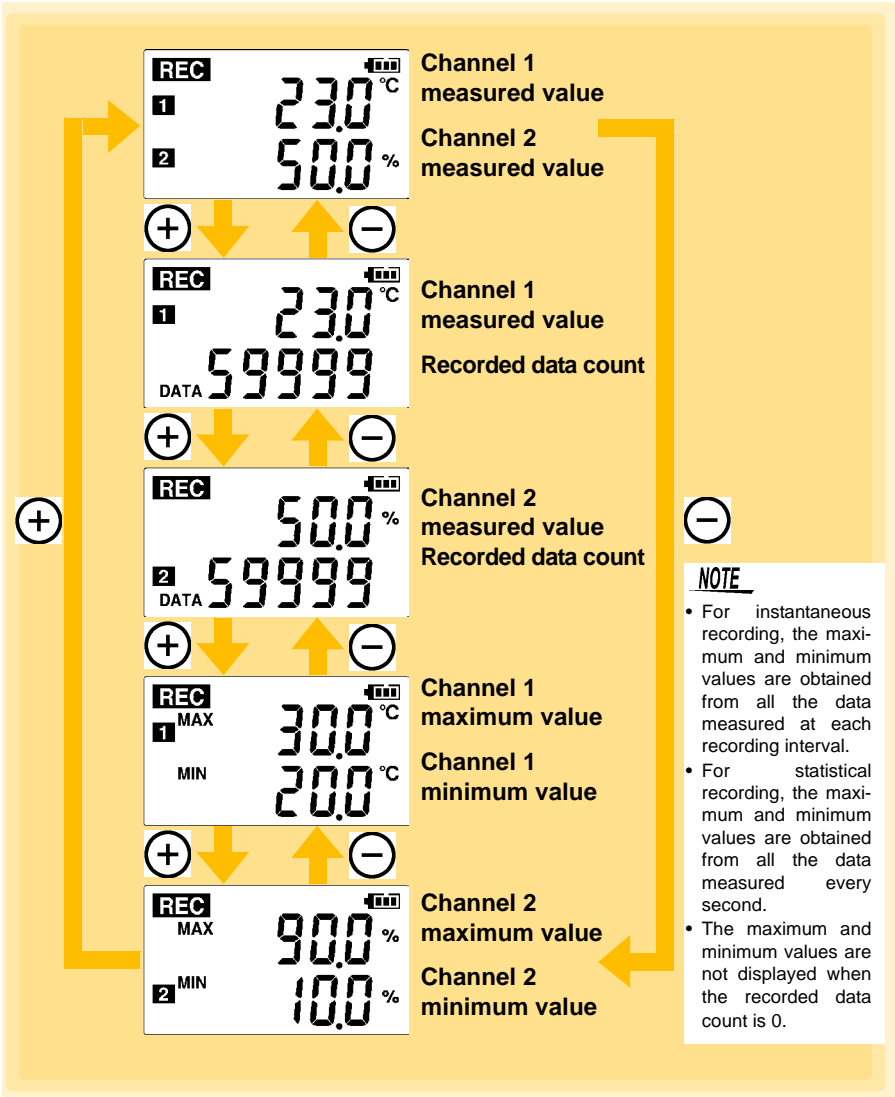 REC
1
23.0 °C
2
50.0 %
Channel 1
measured value
Channel 2
measured value
+
−
REC
1
23.0 °C
DATA 59999
Channel 1
measured value
Recorded data count
+
−
REC
50.0 %
2
DATA 59999
Channel 2
measured value
Recorded data count
+
−
+
−
REC
1 MAX
30.0 °C
MIN
20.0 °C
Channel 1
maximum value
Channel 1
minimum value
+
−
REC
MAX
90.0 %
2 MIN
10.0 %
Channel 2
maximum value
Channel 2
minimum value
NOTE
• For instantaneous
recording, the maxi-
mum and minimum
values are obtained
from all the data
measured at each
recording interval.
• For statistical
recording, the maxi-
mum and minimum
values are obtained
from all the data
measured every
second.
• The maximum and
minimum values are
not displayed when
the recorded data
count is 0.